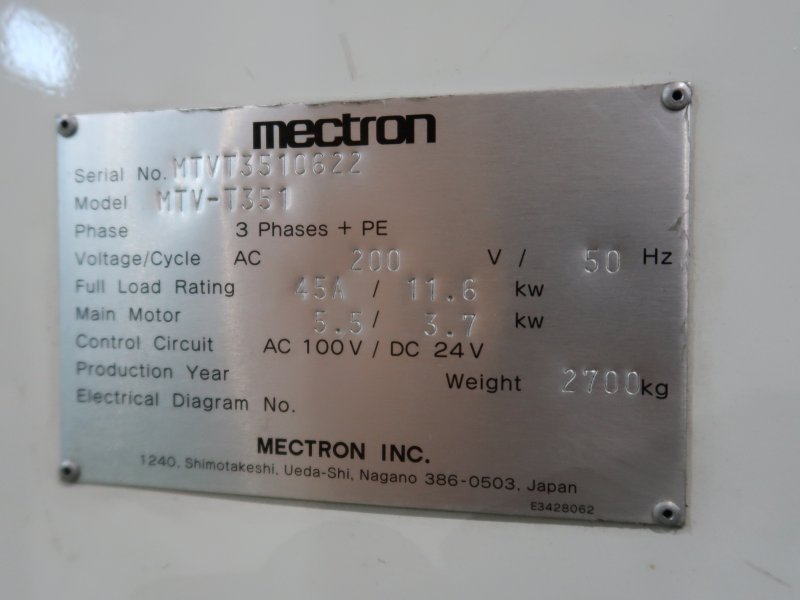 mectron
Serial No. MTVT3510622
Model MTV-T351
Phase 3 Phases + PE
Voltage/Cycle AC 200 V / 50 Hz
Full Load Rating 45A / 11.6 kw
Main Motor 5.5 / 3.7 kw
Control Circuit AC 100V / DC 24V
Production Year Weight 2700kg
Electrical Diagram No.
MECTRON INC.
1240, Shimotakeshi, Ueda-Shi, Nagano 386-0503, Japan
E3428062